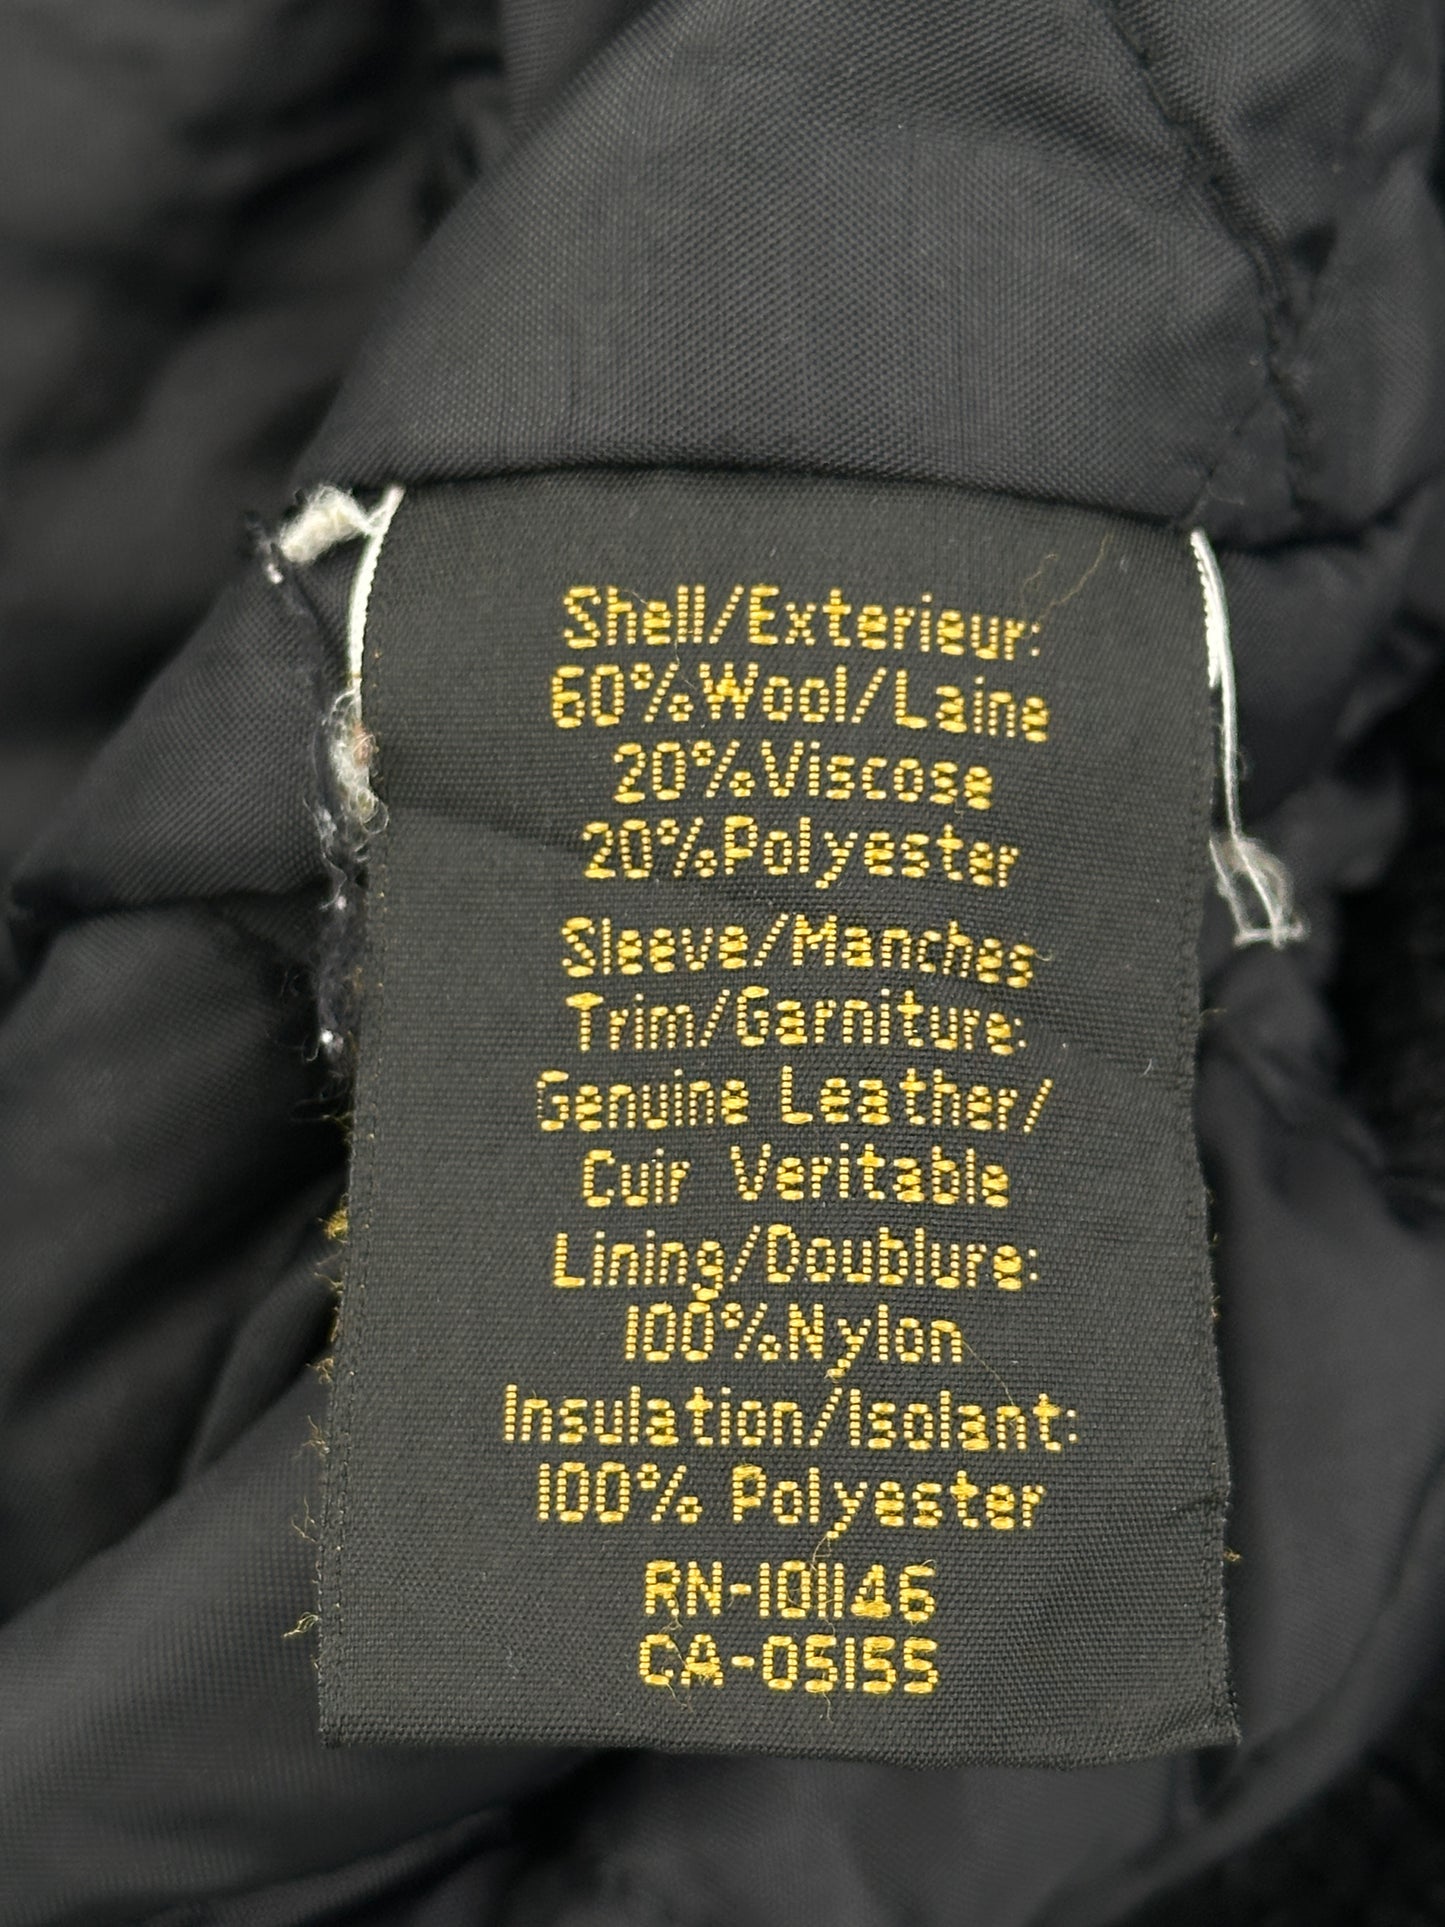 Shell/Exterieur:
60%Wool/Laine
20%Viscose
20%Polyester
Sleeve/Manches
Trim/Garniture:
Genuine Leather/
Cuir Veritable
Lining/Doublure:
100%Nylon
Insulation/Isolant:
100% Polyester
RN-101146
CA-05155